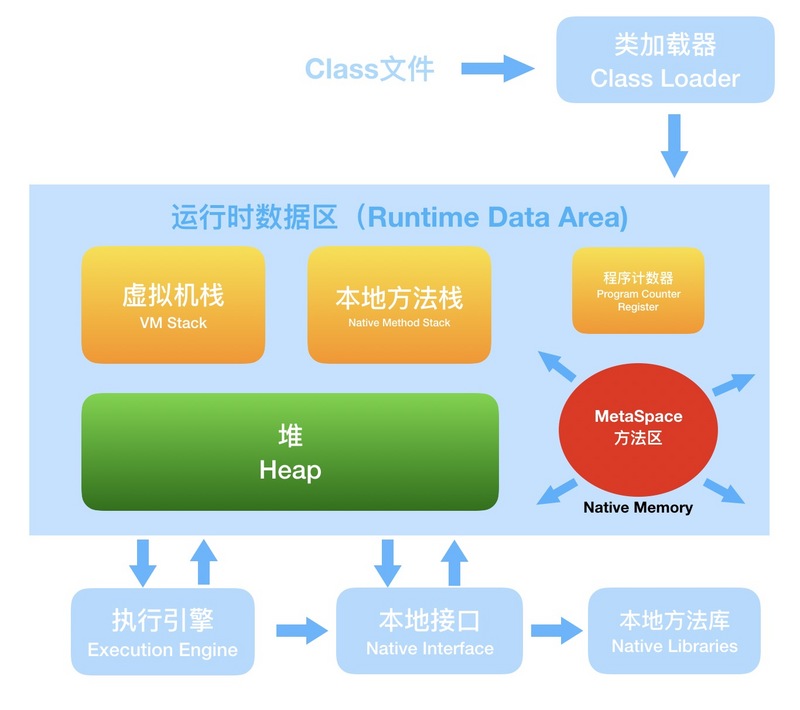 类加载器
Class Loader
Class文件
运行时数据区（Runtime Data Area)
虚拟机栈
VM Stack
本地方法栈
Native Method Stack
程序计数器
Program Counter
Register
MetaSpace
方法区
堆
Heap
Native Memory
执行引擎
Execution Engine
本地接口
Native Interface
本地方法库
Native Libraries